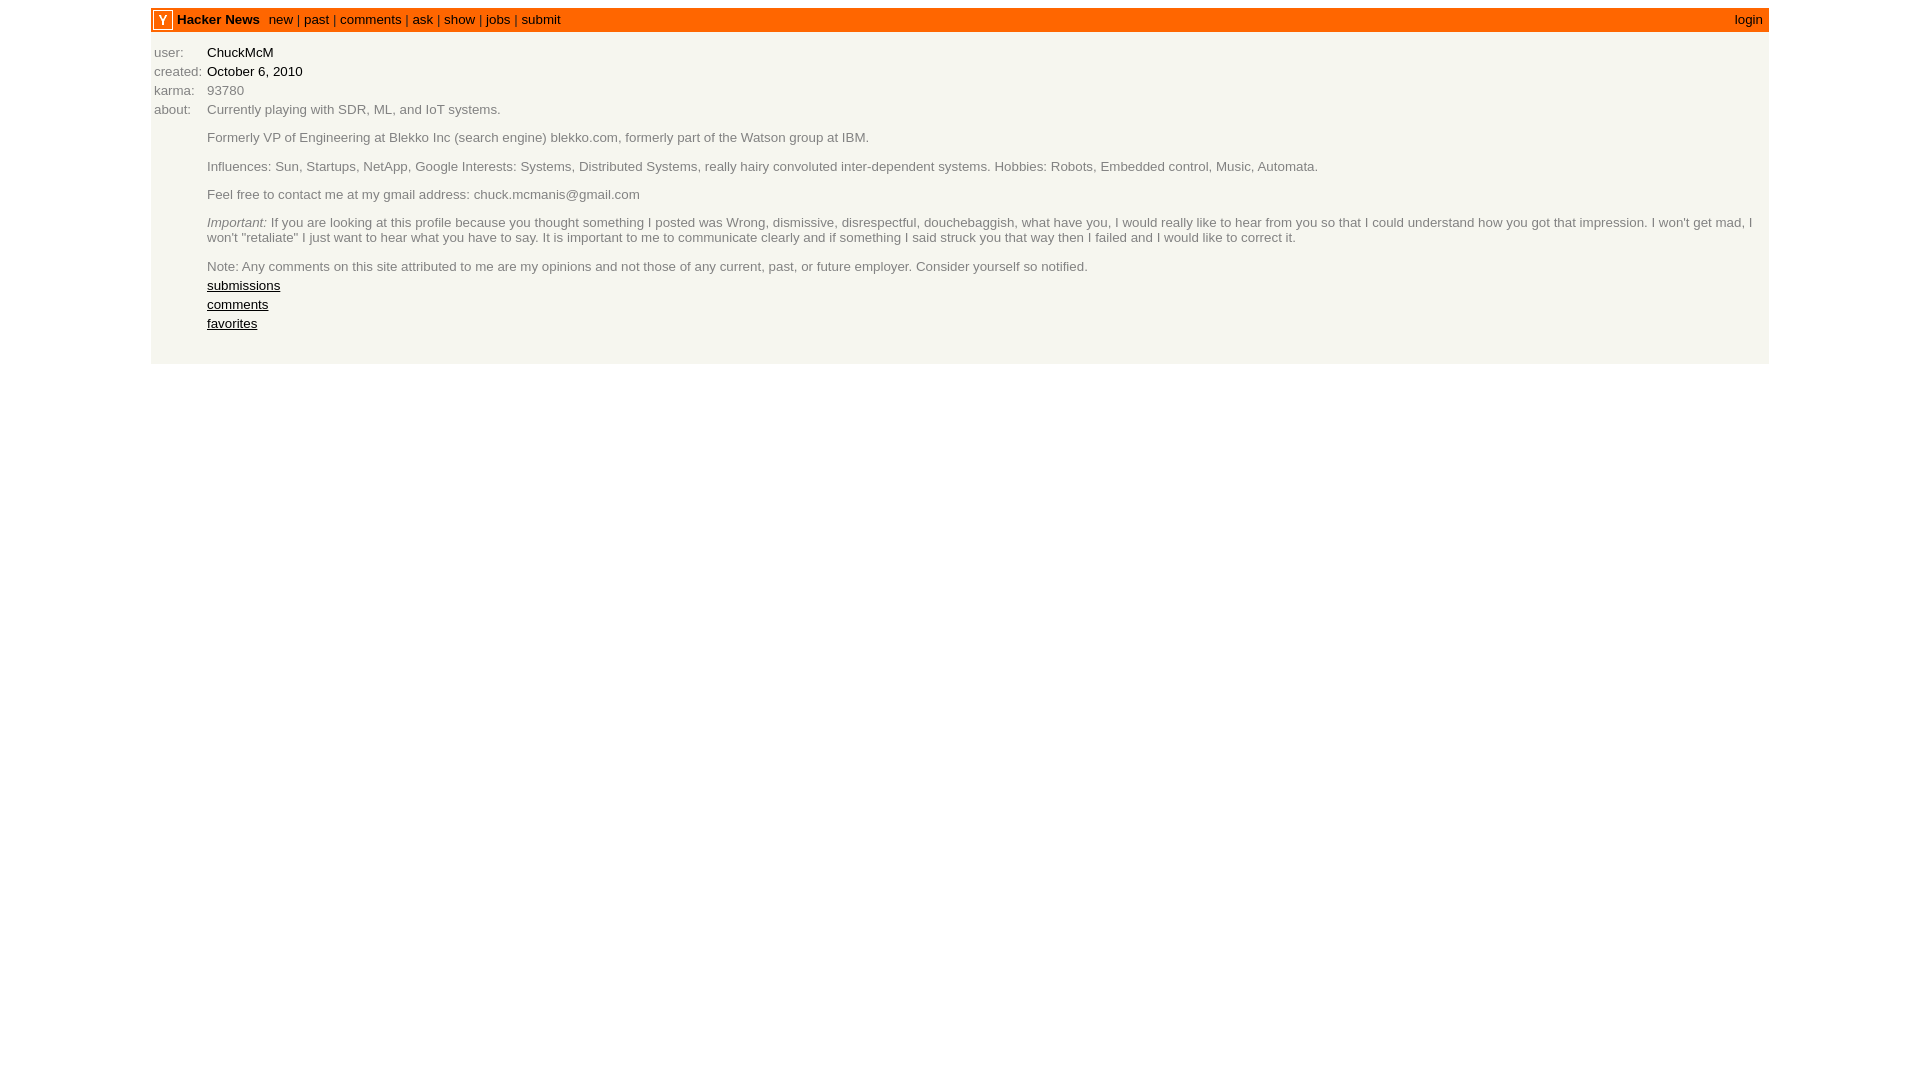 Y Hacker News new | past | comments | ask | show | jobs | submit login
user: ChuckMcM
created: October 6, 2010
karma: 93780
about: Currently playing with SDR, ML, and IoT systems.
Formerly VP of Engineering at Blekko Inc (search engine) blekko.com, formerly part of the Watson group at IBM.
Influences: Sun, Startups, NetApp, Google Interests: Systems, Distributed Systems, really hairy convoluted inter-dependent systems. Hobbies: Robots, Embedded control, Music, Automata.
Feel free to contact me at my gmail address: chuck.mcmanis@gmail.com
Important: If you are looking at this profile because you thought something I posted was Wrong, dismissive, disrespectful, douchebaggish, what have you, I would really like to hear from you so that I could understand how you got that impression. I won't get mad, I
won't "retaliate" I just want to hear what you have to say. It is important to me to communicate clearly and if something I said struck you that way then I failed and I would like to correct it.
Note: Any comments on this site attributed to me are my opinions and not those of any current, past, or future employer. Consider yourself so notified.
submissions
comments
favorites